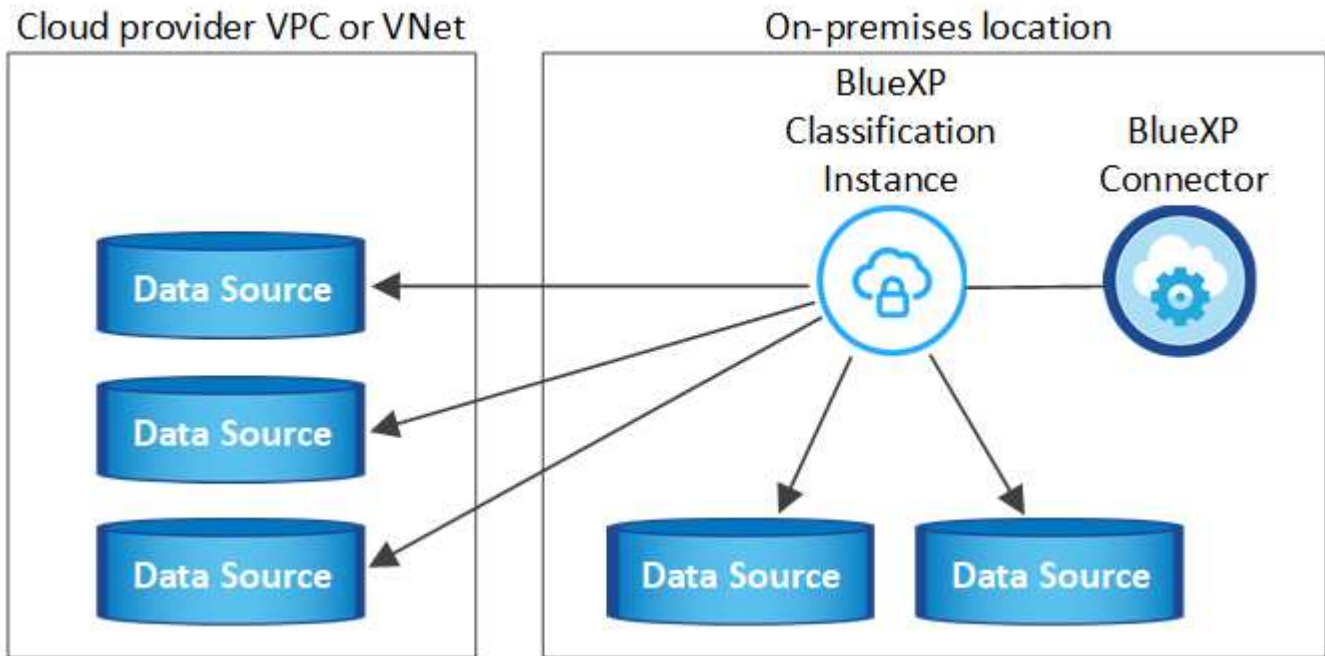 Cloud provider VPC or VNet
On-premises location
BlueXP
Classification
Instance
BlueXP
Connector
Data Source
Data Source
Data Source
Data Source
Data Source